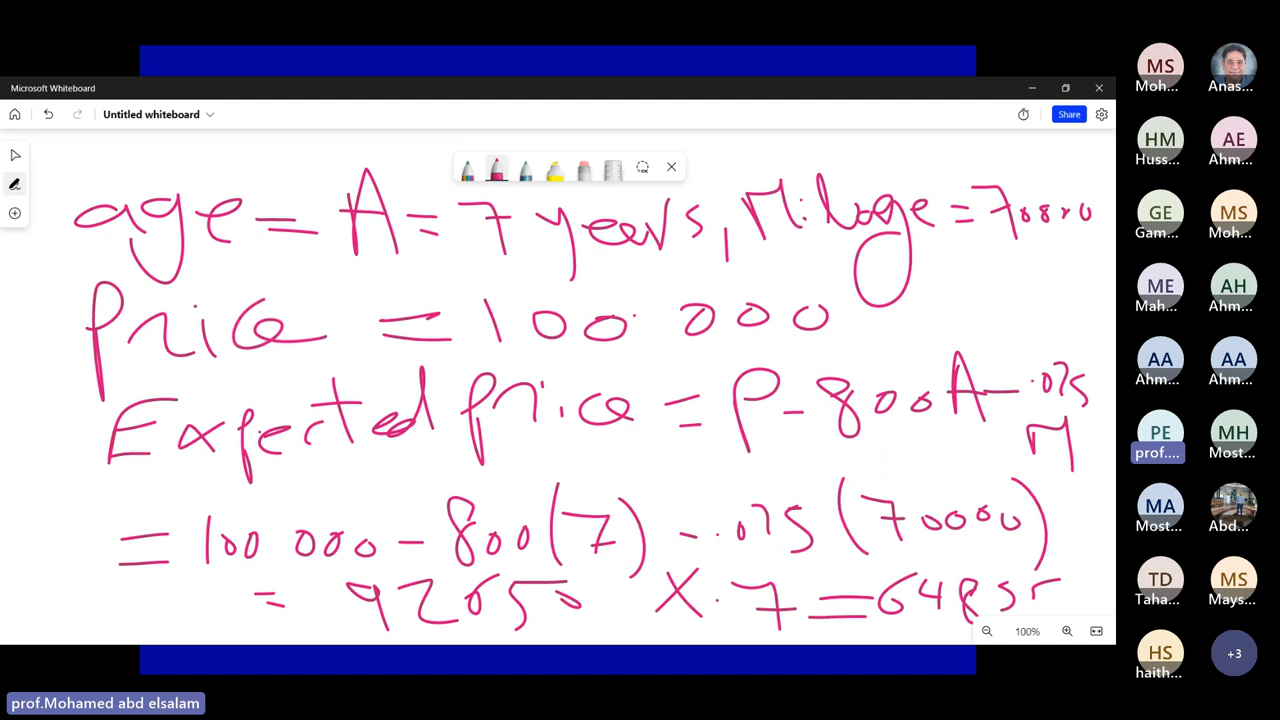 Microsoft Whiteboard
Untitled whiteboard
Share
age = A = 7 years, Milage = 70000
Price = 100 000
Expected price = P - 800 A - .025
M
= 100 000 - 800 (7) - .025 (70000)
= 92650 X .7 = 64855
100%
MS
Moh...
Anas...
HM
Huss...
AE
Ahm...
GE
Gam...
MS
Moh...
ME
Mah...
AH
Ahm...
AA
Ahm...
AA
Ahm...
PE
prof....
MH
Most...
MA
Most...
Abd...
TD
Taha...
MS
Mays...
HS
haith...
+3
prof.Mohamed abd elsalam